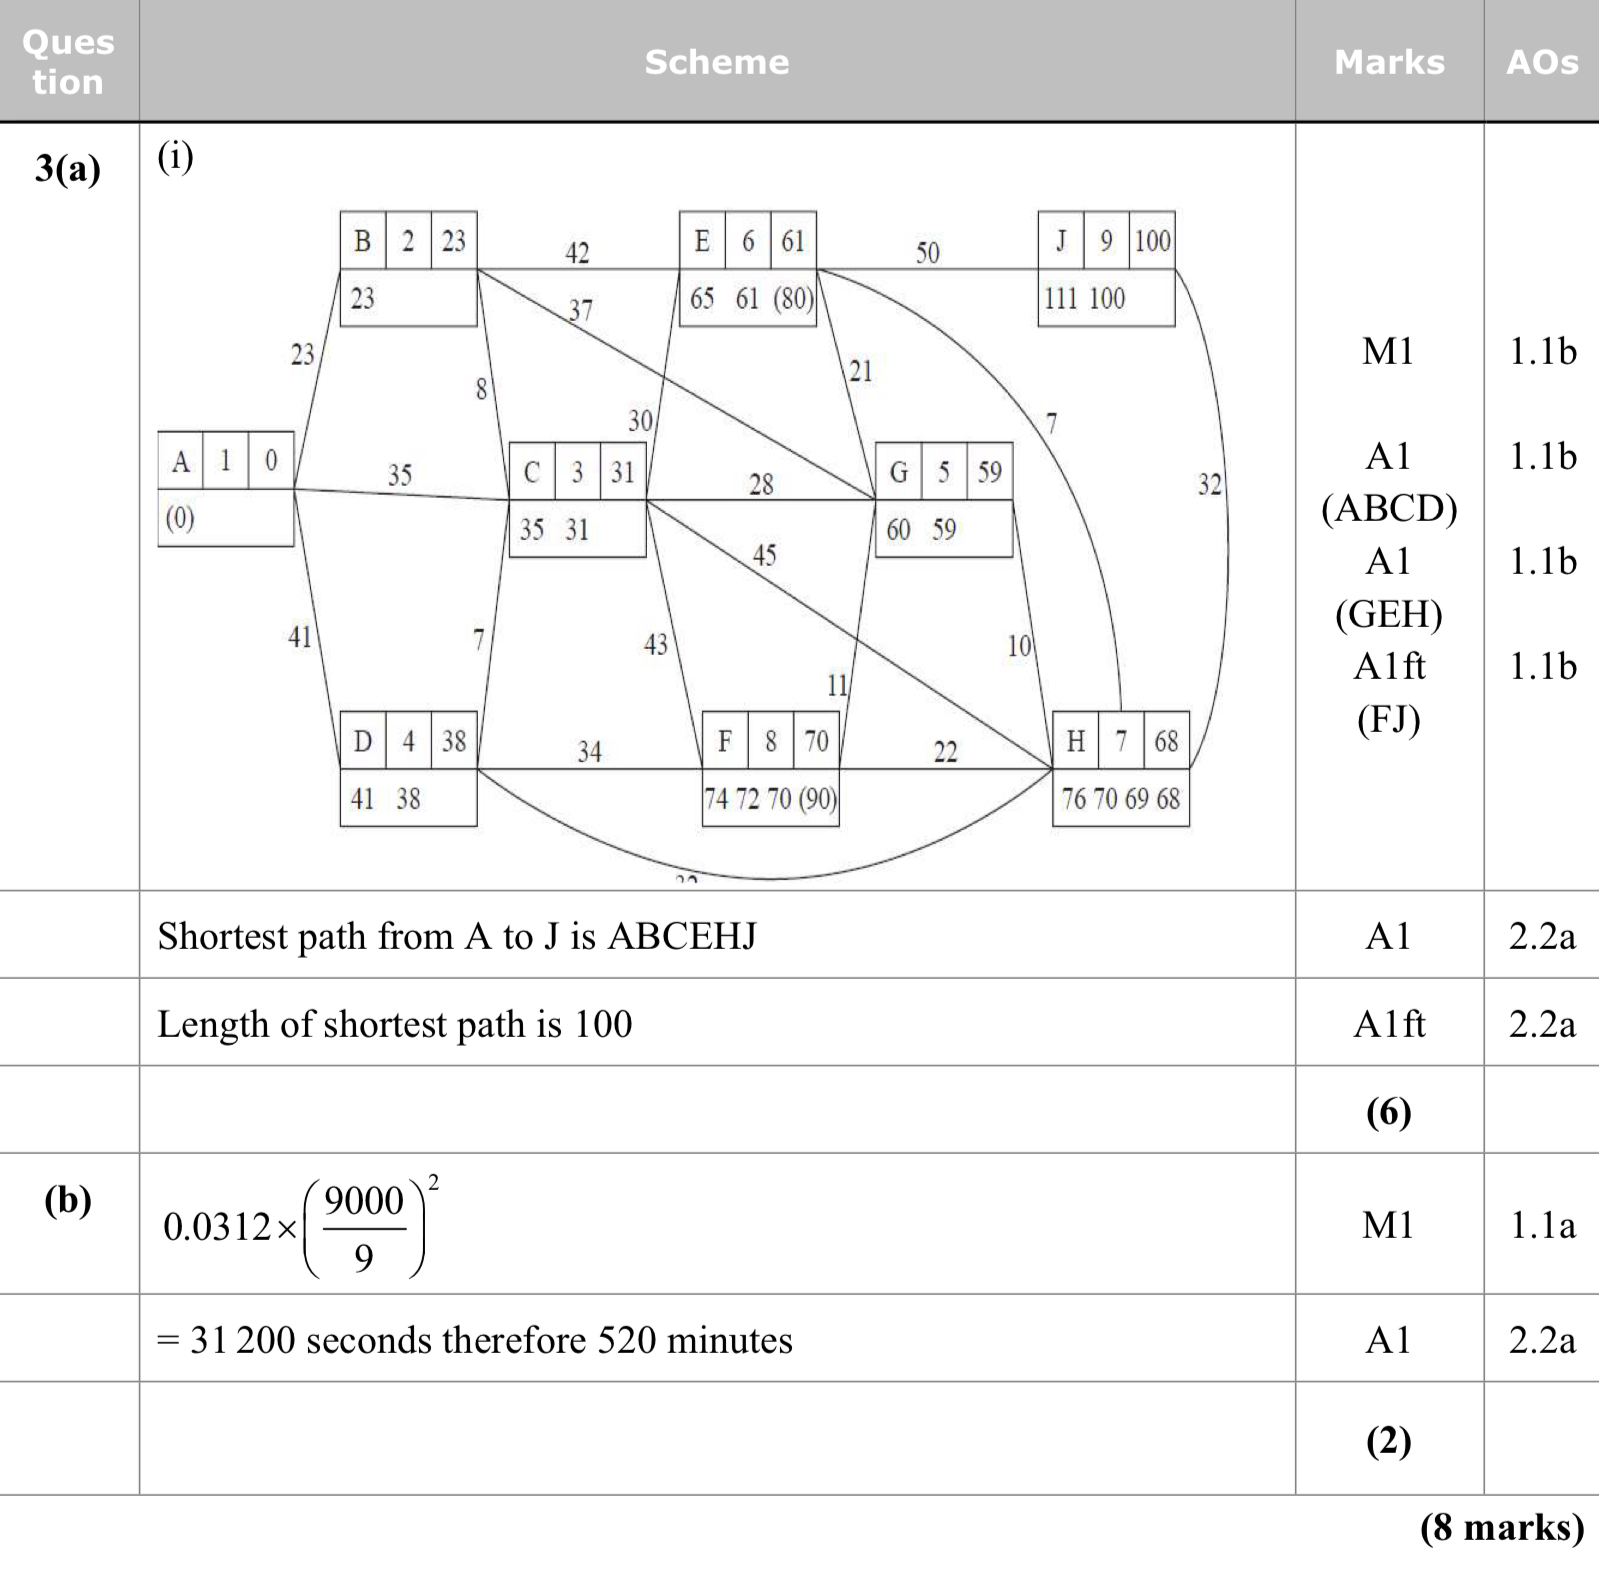 Ques
tion
Scheme
Marks
AOs
3(a)
(i)
B 2 23
23
42
E 6 61
65 61 (80)
50
J 9 100
111 100
37
23
8
30
21
7
32
A 1 0
(0)
35
C 3 31
35 31
28
G 5 59
60 59
45
41
7
43
11
10
D 4 38
41 38
34
F 8 70
74 72 70 (90)
22
H 7 68
76 70 69 68
M1 1.1b
A1 1.1b
(ABCD)
A1 1.1b
(GEH)
A1ft 1.1b
(FJ)
Shortest path from A to J is ABCEHJ A1 2.2a
Length of shortest path is 100 A1ft 2.2a
(6)
(b) 0.0312×(9000/9)² M1 1.1a
= 31 200 seconds therefore 520 minutes A1 2.2a
(2)
(8 marks)